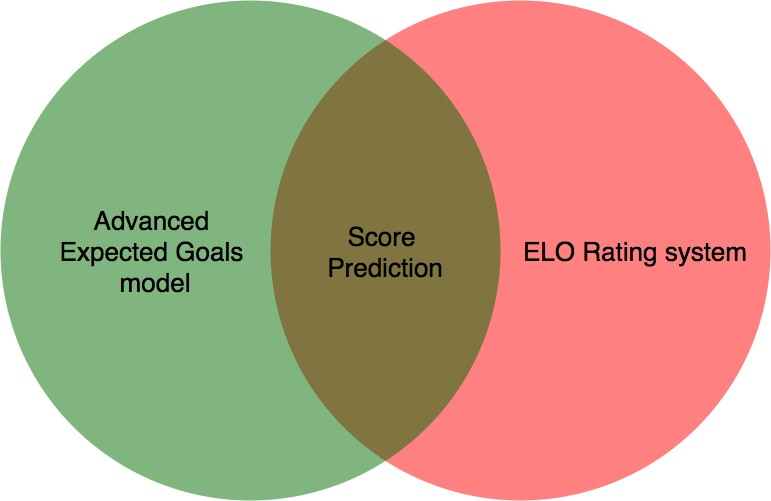 Advanced
Expected Goals
model
Score
Prediction
ELO Rating system